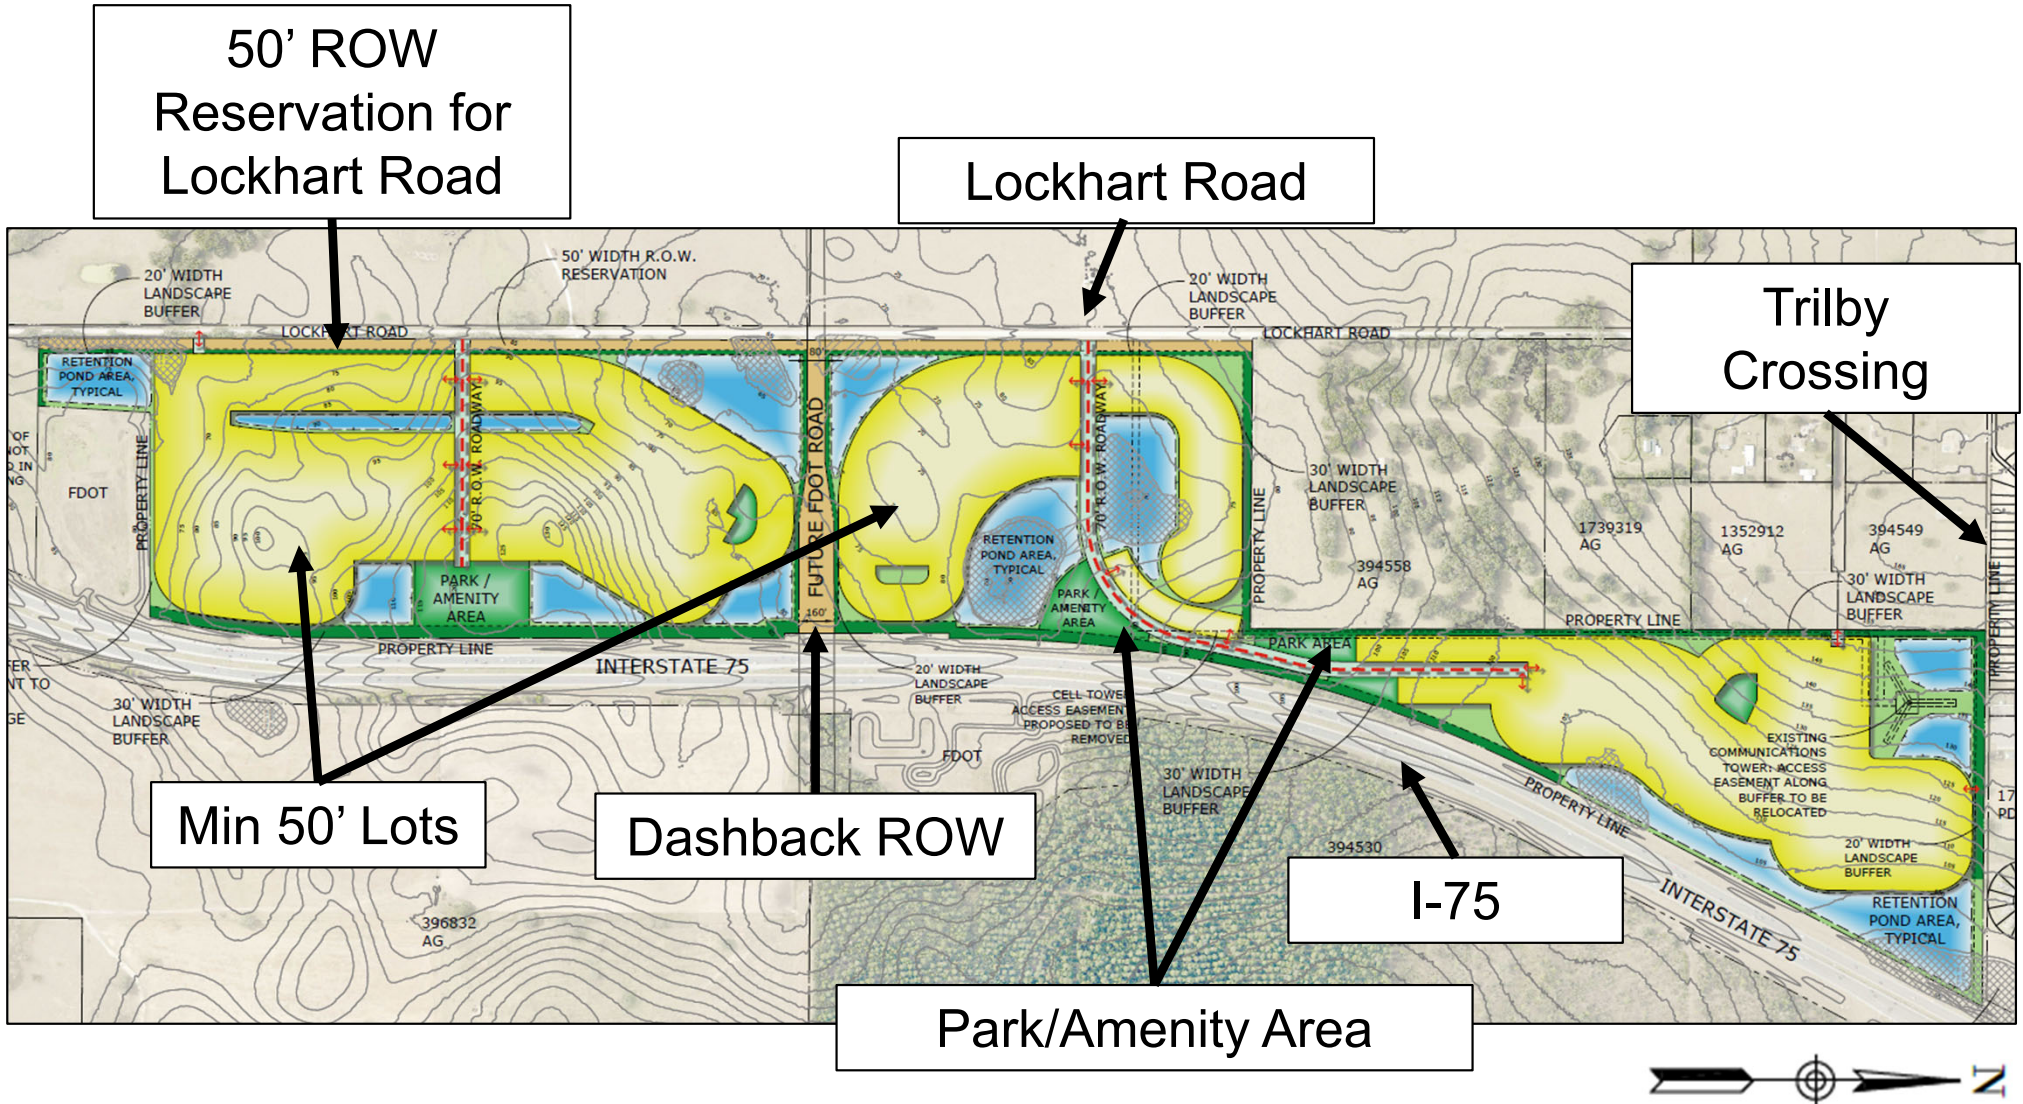 50’ ROW
Reservation for
Lockhart Road
Lockhart Road
Trilby
Crossing
20' WIDTH
LANDSCAPE
BUFFER
50' WIDTH R.O.W.
RESERVATION
20' WIDTH
LANDSCAPE
BUFFER
LOCKHART ROAD
LOCKHART ROAD
RETENTION
POND AREA,
TYPICAL
80'
FDOT
PROPERTY LINE
70' R.O.W. ROADWAY
FUTURE FDOT ROAD
160'
70' R.O.W. ROADWAY
RETENTION
POND AREA,
TYPICAL
PROPERTY LINE
30' WIDTH
LANDSCAPE
BUFFER
394558
AG
1739319
AG
1352912
AG
394549
AG
30' WIDTH
LANDSCAPE
BUFFER
PROPERTY LINE
PROPERTY LINE
PARK /
AMENITY
AREA
PARK /
AMENITY
AREA
PARK AREA
PROPERTY LINE
INTERSTATE 75
30' WIDTH
LANDSCAPE
BUFFER
20' WIDTH
LANDSCAPE
BUFFER
CELL TOWER
ACCESS EASEMENT
PROPOSED TO BE
REMOVED
FDOT
30' WIDTH
LANDSCAPE
BUFFER
EXISTING
COMMUNICATIONS
TOWER: ACCESS
EASEMENT ALONG
BUFFER TO BE
RELOCATED
PROPERTY LINE
394530
20' WIDTH
LANDSCAPE
BUFFER
INTERSTATE 75
RETENTION
POND AREA,
TYPICAL
396832
AG
Min 50’ Lots
Dashback ROW
I-75
Park/Amenity Area
N